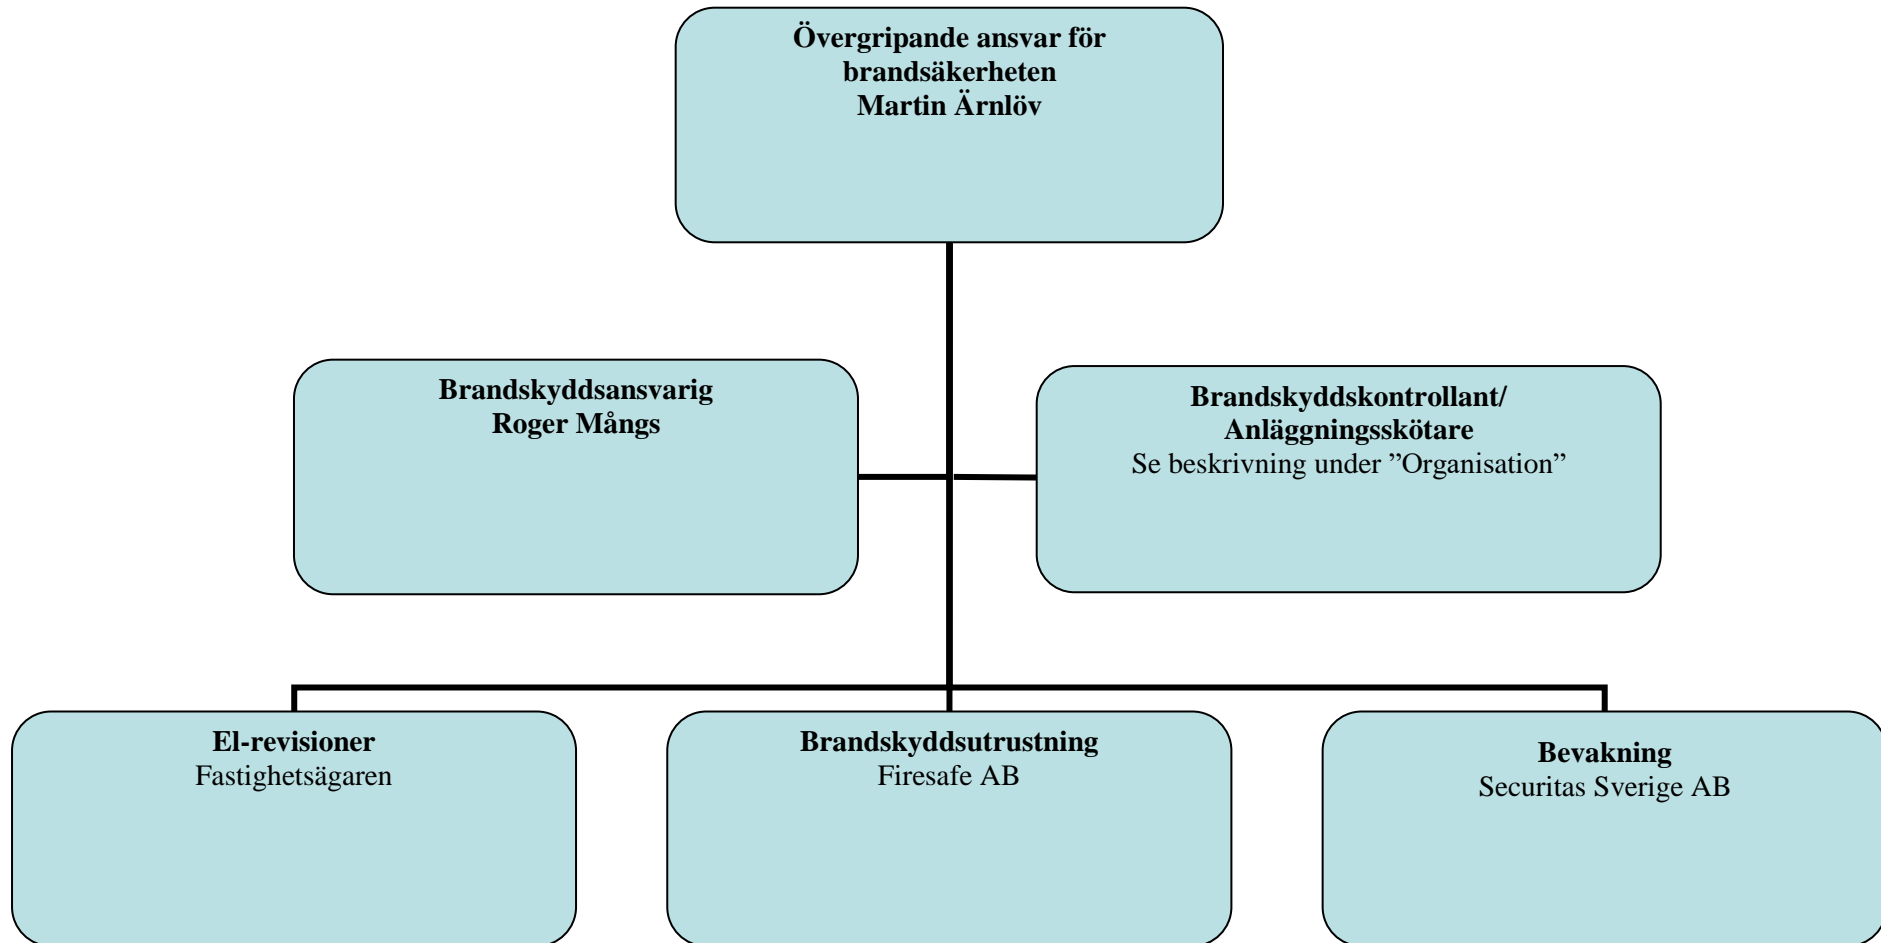 Övergripande ansvar för
brandsäkerheten
Martin Ärnlöv
Brandskyddsansvarig
Roger Mångs
Brandskyddskontrollant/
Anläggningsskötare
Se beskrivning under ”Organisation”
El-revisioner
Fastighetsägaren
Brandskyddsutrustning
Firesafe AB
Bevakning
Securitas Sverige AB